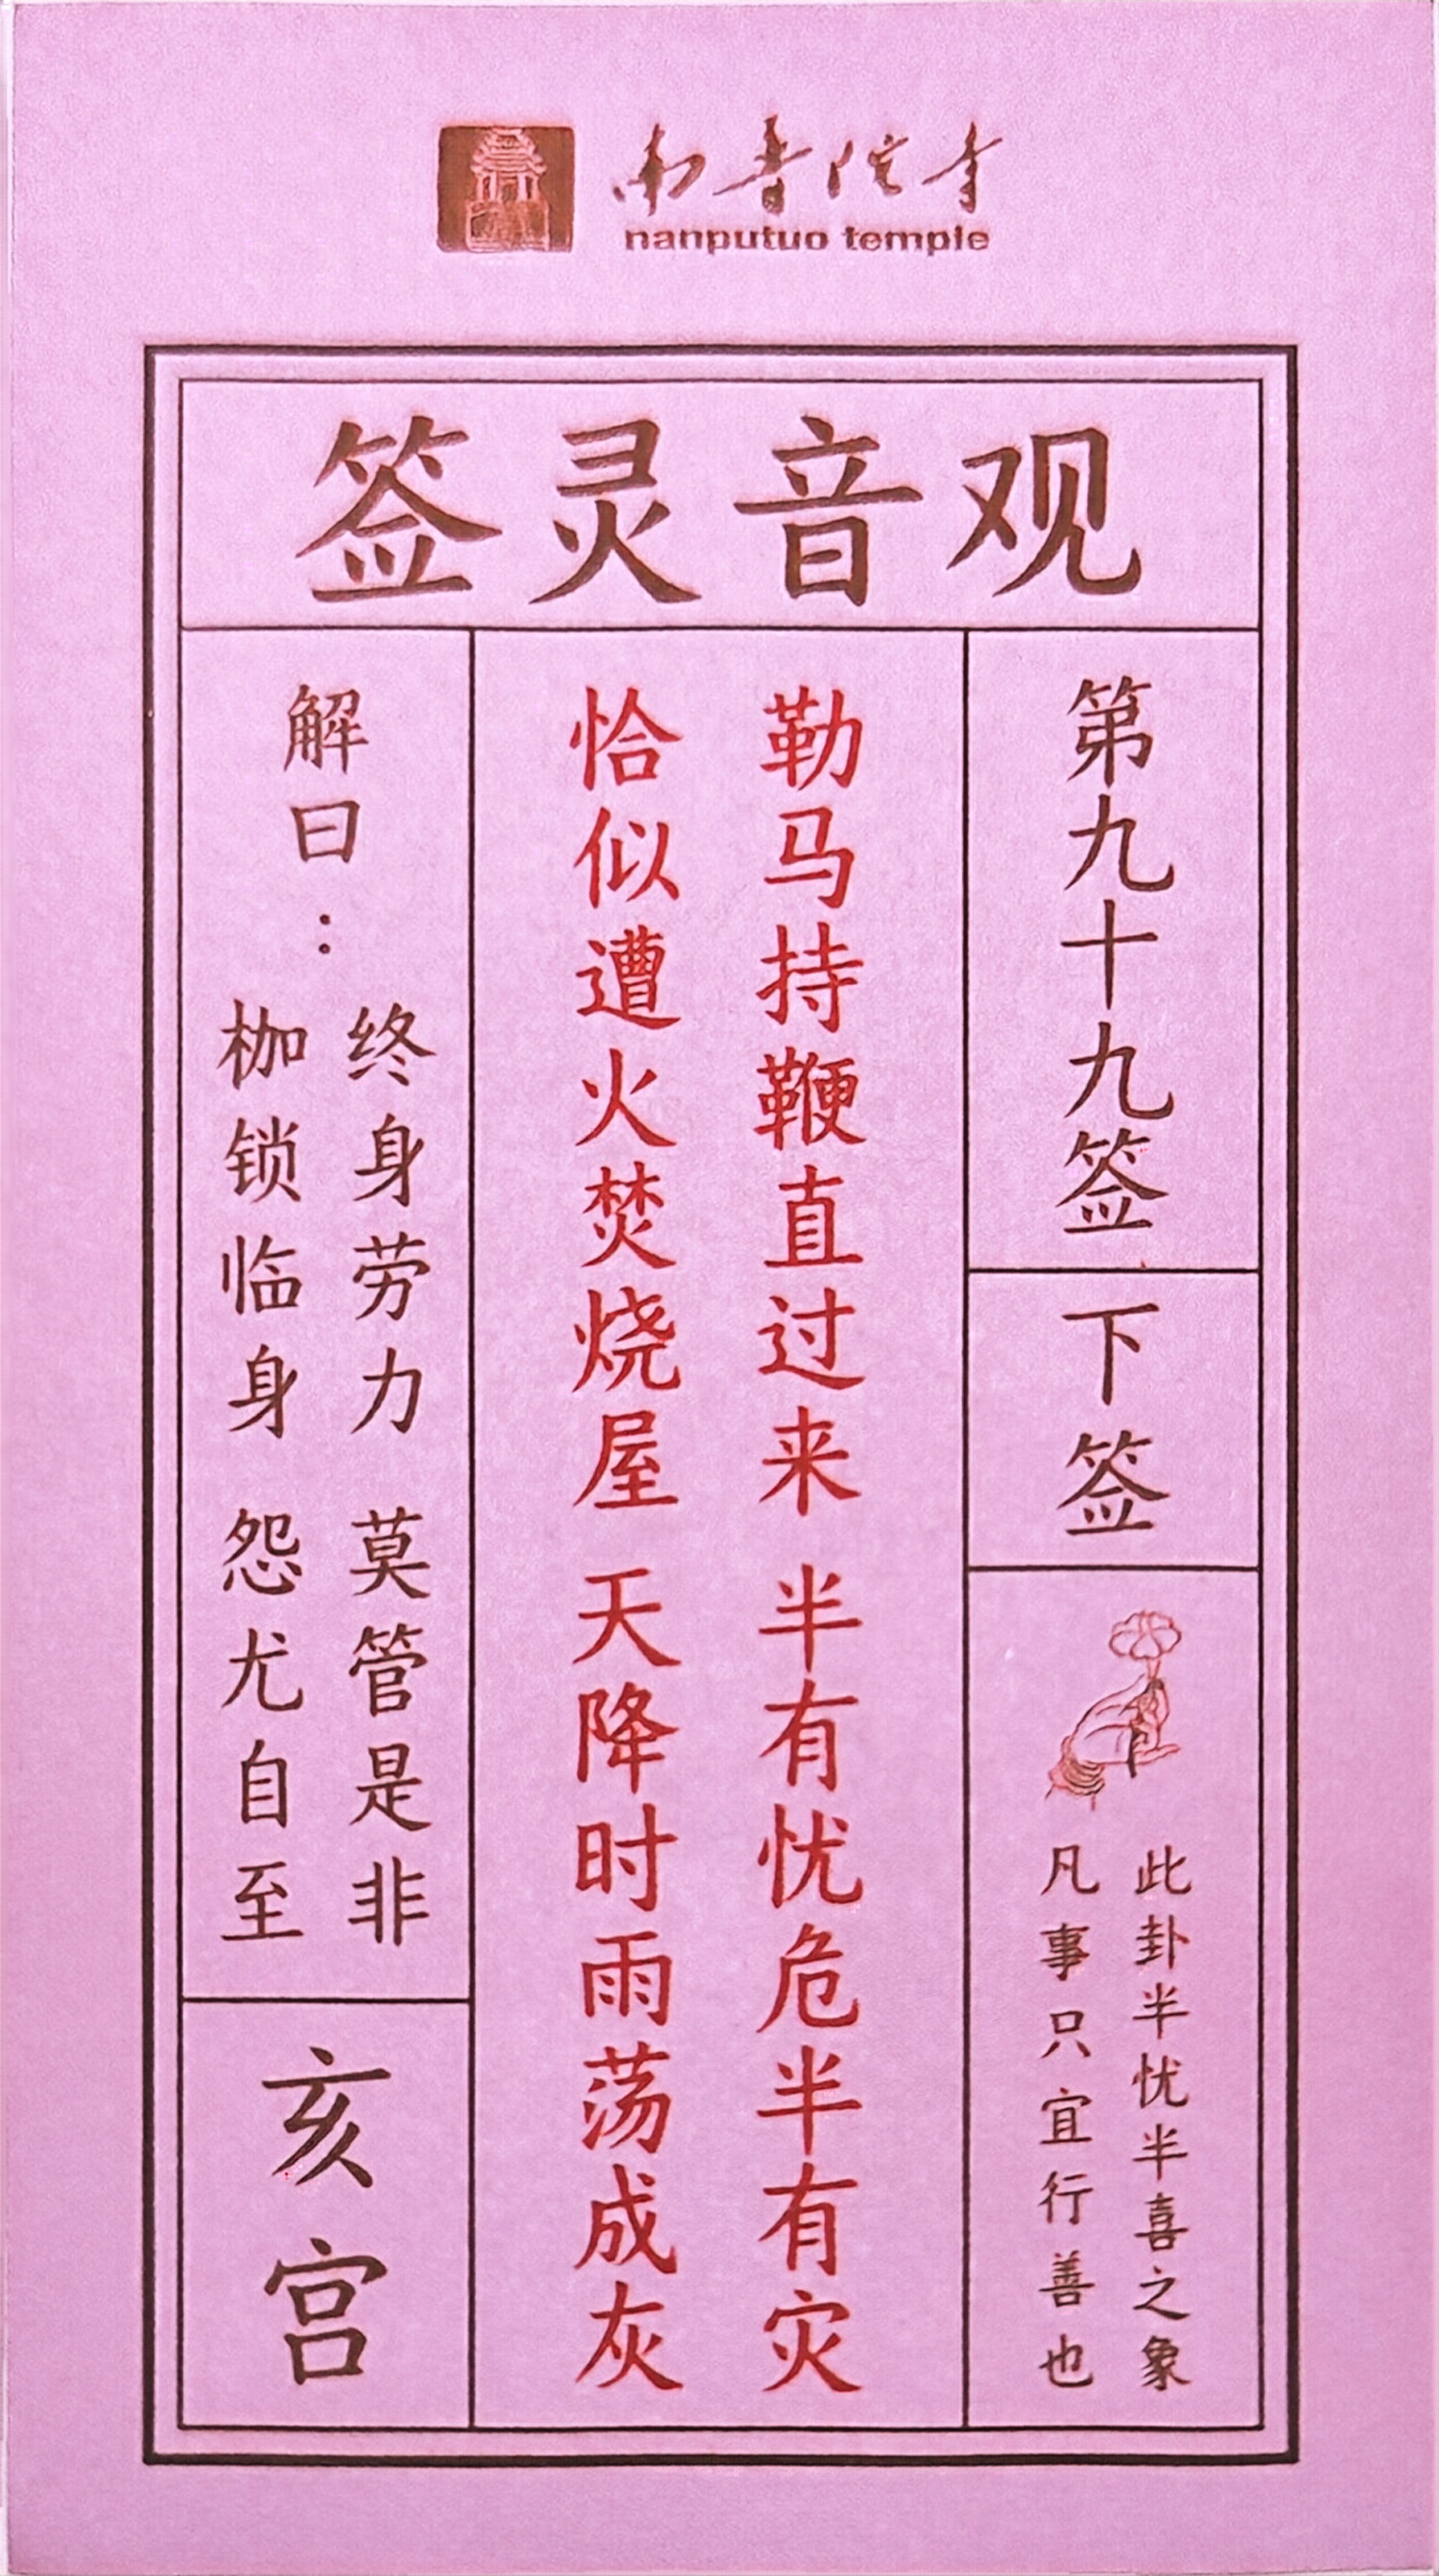 南普陀寺
nanputuo temple
观音灵签
第九十九签
下签
此卦半忧半喜之象
凡事只宜行善也
勒马持鞭直过来 半有忧危半有灾
恰似遭火焚烧屋 天降时雨荡成灰
解曰：
终身劳力 莫管是非
枷锁临身 怨尤自至
亥宫